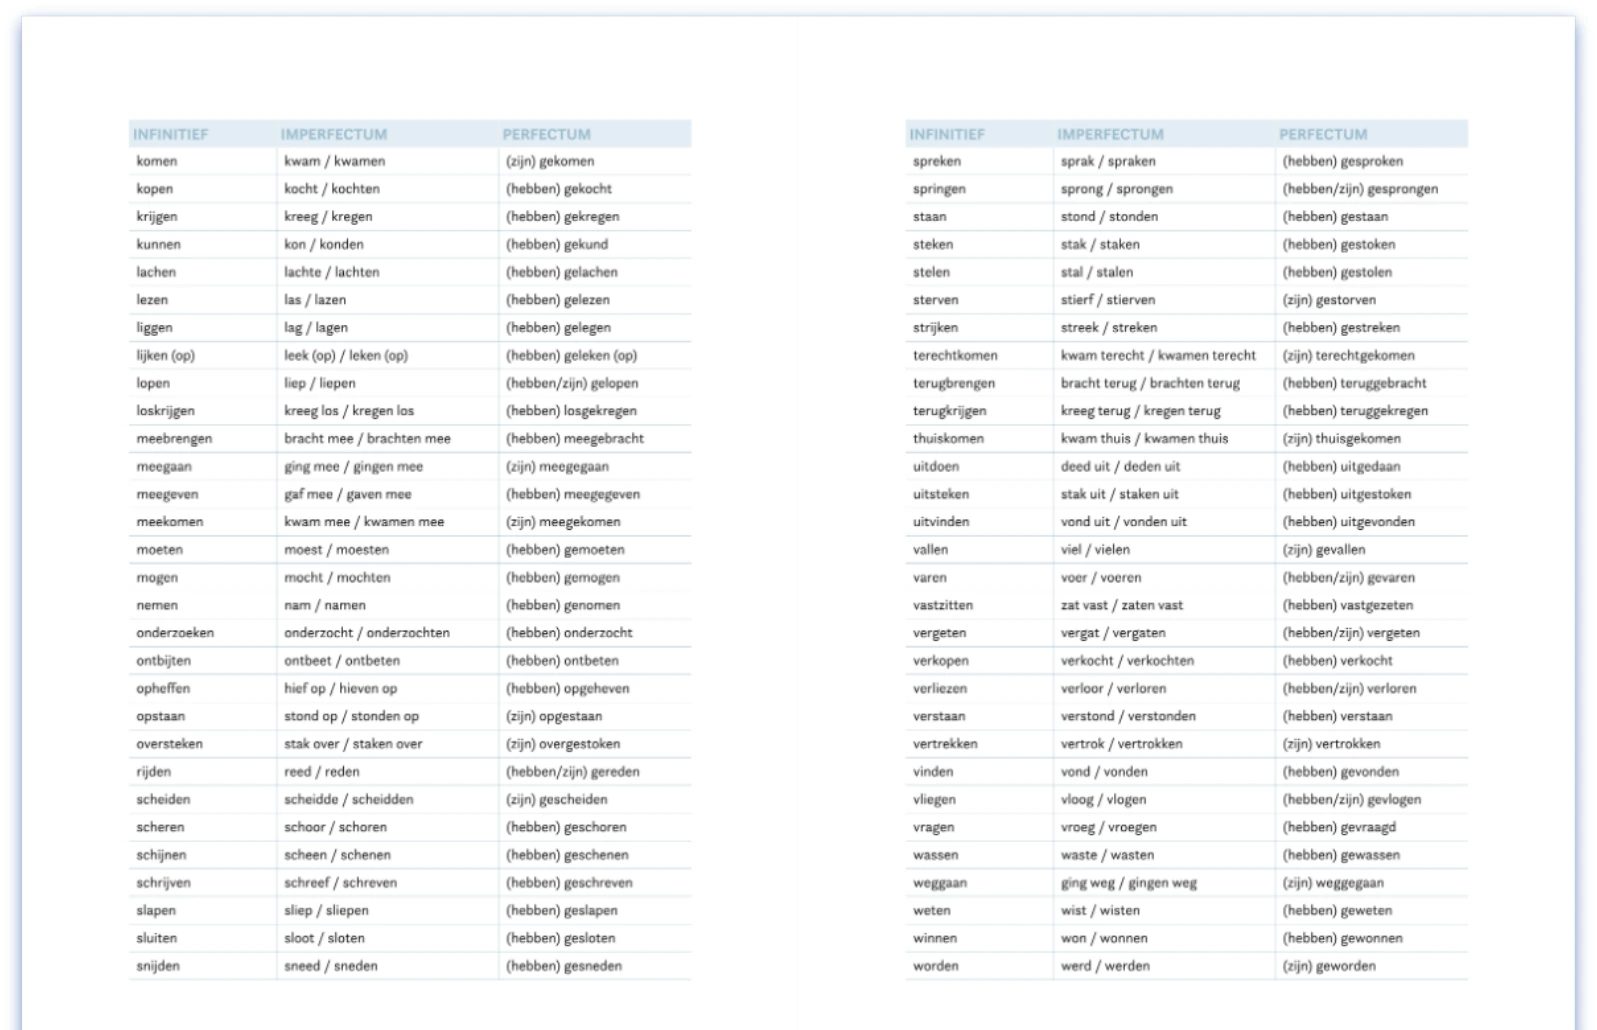 INFINITIEF IMPERFECTUM PERFECTUM
komen kwam / kwamen (zijn) gekomen
kopen kocht / kochten (hebben) gekocht
krijgen kreeg / kregen (hebben) gekregen
kunnen kon / konden (hebben) gekund
lachen lachte / lachten (hebben) gelachen
lezen las / lazen (hebben) gelezen
liggen lag / lagen (hebben) gelegen
lijken (op) leek (op) / leken (op) (hebben) geleken (op)
lopen liep / liepen (hebben/zijn) gelopen
loskrijgen kreeg los / kregen los (hebben) losgekregen
meebrengen bracht mee / brachten mee (hebben) meegebracht
meegaan ging mee / gingen mee (zijn) meegegaan
meegeven gaf mee / gaven mee (hebben) meegegeven
meekomen kwam mee / kwamen mee (zijn) meegekomen
moeten moest / moesten (hebben) gemoeten
mogen mocht / mochten (hebben) gemogen
nemen nam / namen (hebben) genomen
onderzoeken onderzocht / onderzochten (hebben) onderzocht
ontbijten ontbeet / ontbeten (hebben) ontbeten
opheffen hief op / hieven op (hebben) opgeheven
opstaan stond op / stonden op (zijn) opgestaan
oversteken stak over / staken over (zijn) overgestoken
rijden reed / reden (hebben/zijn) gereden
scheiden scheidde / scheidden (zijn) gescheiden
scheren schoor / schoren (hebben) geschoren
schijnen scheen / schenen (hebben) geschenen
schrijven schreef / schreven (hebben) geschreven
slapen sliep / sliepen (hebben) geslapen
sluiten sloot / sloten (hebben) gesloten
snijden sneed / sneden (hebben) gesneden
INFINITIEF IMPERFECTUM PERFECTUM
spreken sprak / spraken (hebben) gesproken
springen sprong / sprongen (hebben/zijn) gesprongen
staan stond / stonden (hebben) gestaan
steken stak / staken (hebben) gestoken
stelen stal / stalen (hebben) gestolen
sterven stierf / stierven (zijn) gestorven
strijken streek / streken (hebben) gestreken
terechtkomen kwam terecht / kwamen terecht (zijn) terechtgekomen
terugbrengen bracht terug / brachten terug (hebben) teruggebracht
terugkrijgen kreeg terug / kregen terug (hebben) teruggekregen
thuiskomen kwam thuis / kwamen thuis (zijn) thuisgekomen
uitdoen deed uit / deden uit (hebben) uitgedaan
uitsteken stak uit / staken uit (hebben) uitgestoken
uitvinden vond uit / vonden uit (hebben) uitgevonden
vallen viel / vielen (zijn) gevallen
varen voer / voeren (hebben/zijn) gevaren
vastzitten zat vast / zaten vast (hebben) vastgezeten
vergeten vergat / vergaten (hebben/zijn) vergeten
verkopen verkocht / verkochten (hebben) verkocht
verliezen verloor / verloren (hebben/zijn) verloren
verstaan verstond / verstonden (hebben) verstaan
vertrekken vertrok / vertrokken (zijn) vertrokken
vinden vond / vonden (hebben) gevonden
vliegen vloog / vlogen (hebben/zijn) gevlogen
vragen vroeg / vroegen (hebben) gevraagd
wassen waste / wasten (hebben) gewassen
weggaan ging weg / gingen weg (zijn) weggegaan
weten wist / wisten (hebben) geweten
winnen won / wonnen (hebben) gewonnen
worden werd / werden (zijn) geworden